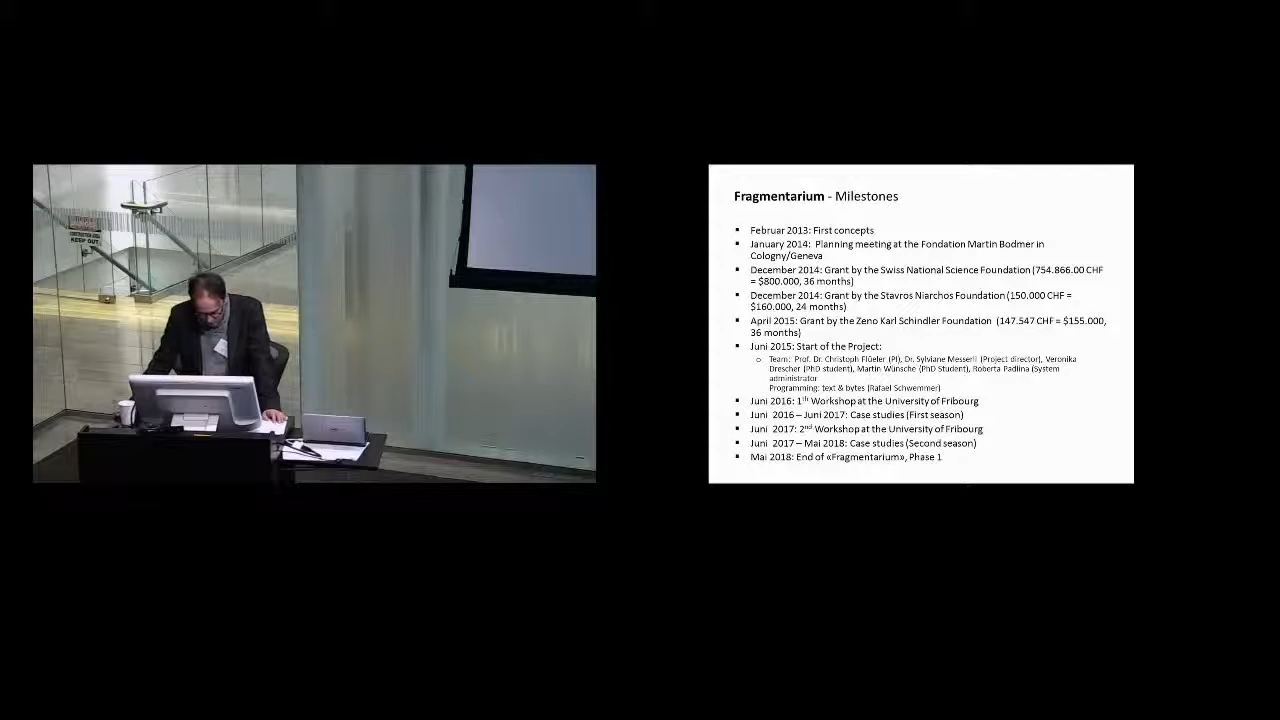 KEEP OUT
Fragmentarium - Milestones
▪ Februar 2013: First concepts
▪ January 2014: Planning meeting at the Fondation Martin Bodmer in
Cologny/Geneva
▪ December 2014: Grant by the Swiss National Science Foundation (754.866.00 CHF
= $800.000, 36 months)
▪ December 2014: Grant by the Stavros Niarchos Foundation (150.000 CHF =
$160.000, 24 months)
▪ April 2015: Grant by the Zeno Karl Schindler Foundation (147.547 CHF = $155.000,
36 months)
▪ Juni 2015: Start of the Project:
o Team: Prof. Dr. Christoph Flüeler (PI), Dr. Sylviane Messerli (Project director), Veronika
Drescher (PhD student), Martin Wünsche (PhD Student), Roberta Padlina (System
administrator
Programming: text & bytes (Rafael Schwemmer)
▪ Juni 2016: 1th Workshop at the University of Fribourg
▪ Juni 2016 – Juni 2017: Case studies (First season)
▪ Juni 2017: 2nd Workshop at the University of Fribourg
▪ Juni 2017 – Mai 2018: Case studies (Second season)
▪ Mai 2018: End of «Fragmentarium», Phase 1